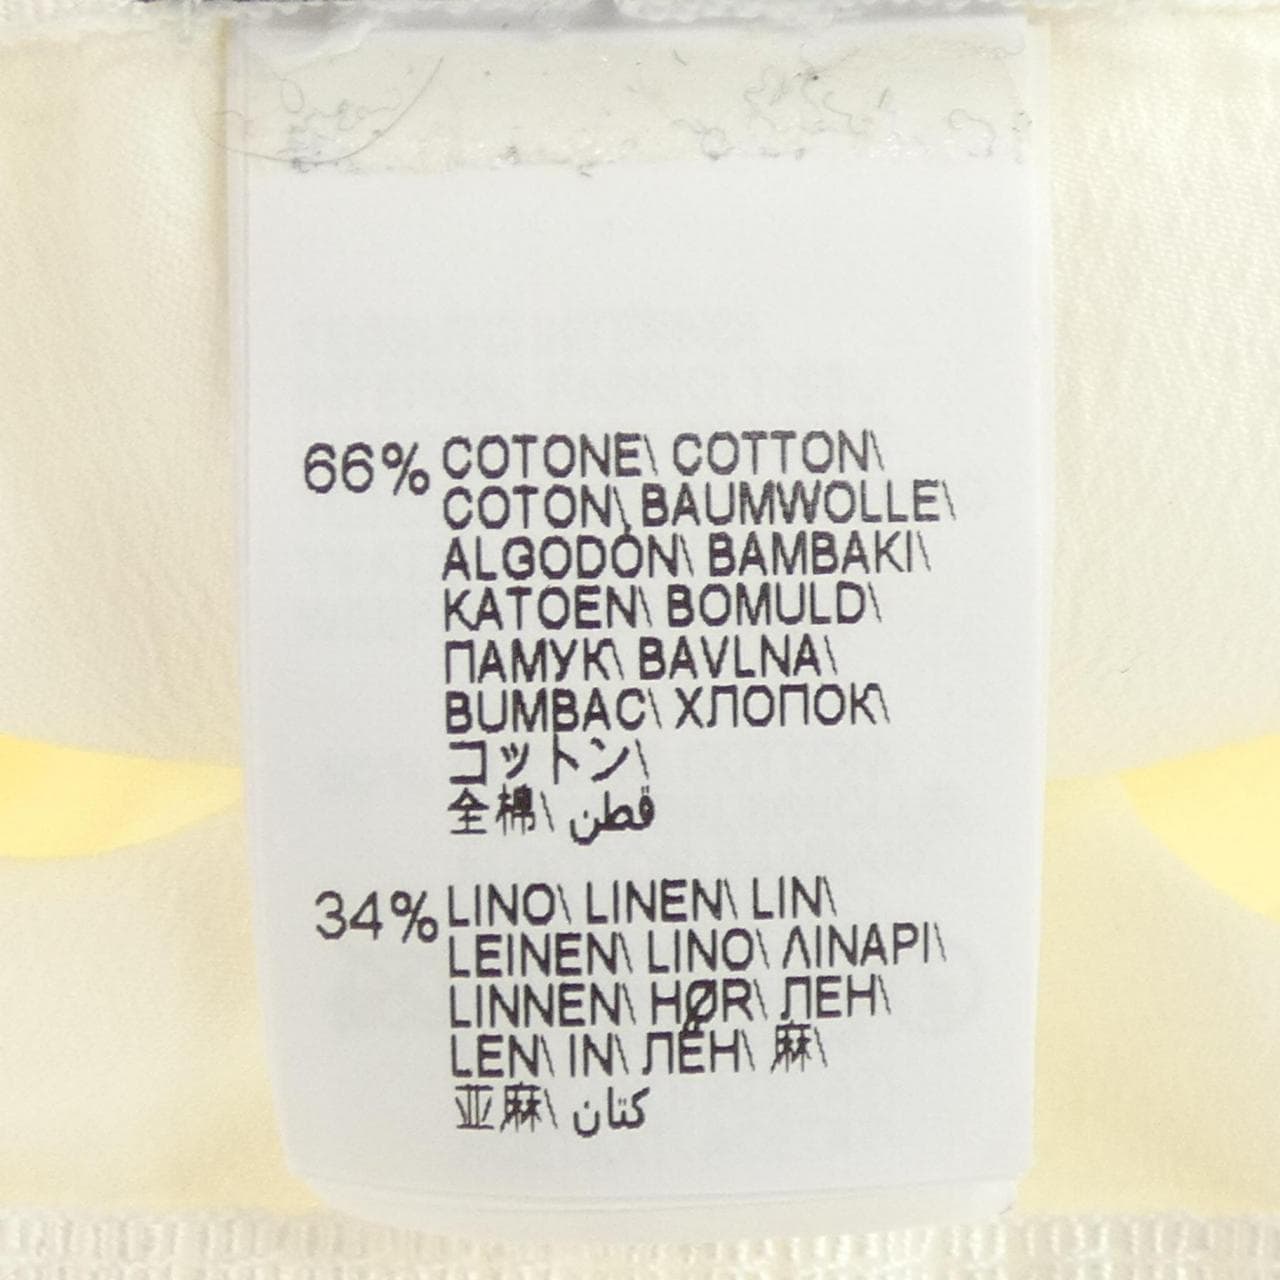 66% COTONE\ COTTON\
COTON\ BAUMWOLLE\
ALGODÓN\ BAMBAKI\
KATOEN\ BOMULD\
ПАМУК\ BAVLNA\
BUMBAC\ ХЛОПОК\
コットン\
全棉\ قطن
34% LINO\ LINEN\ LIN\
LEINEN\ LINO\ ΛΙΝΑΡΙ\
LINNEN\ HØR\ ЛЕН\
LEN\ IN\ ЛЁН\ 麻\
亚麻\ كتان